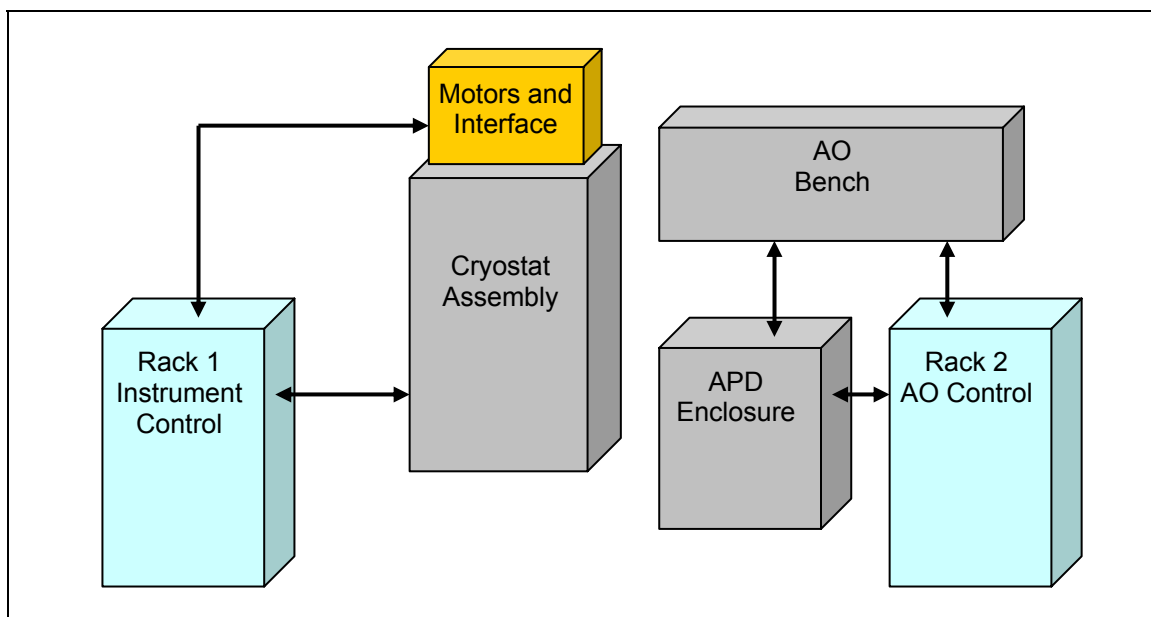 Motors and
Interface
AO
Bench
Cryostat
Assembly
Rack 1
Instrument
Control
APD
Enclosure
Rack 2
AO Control